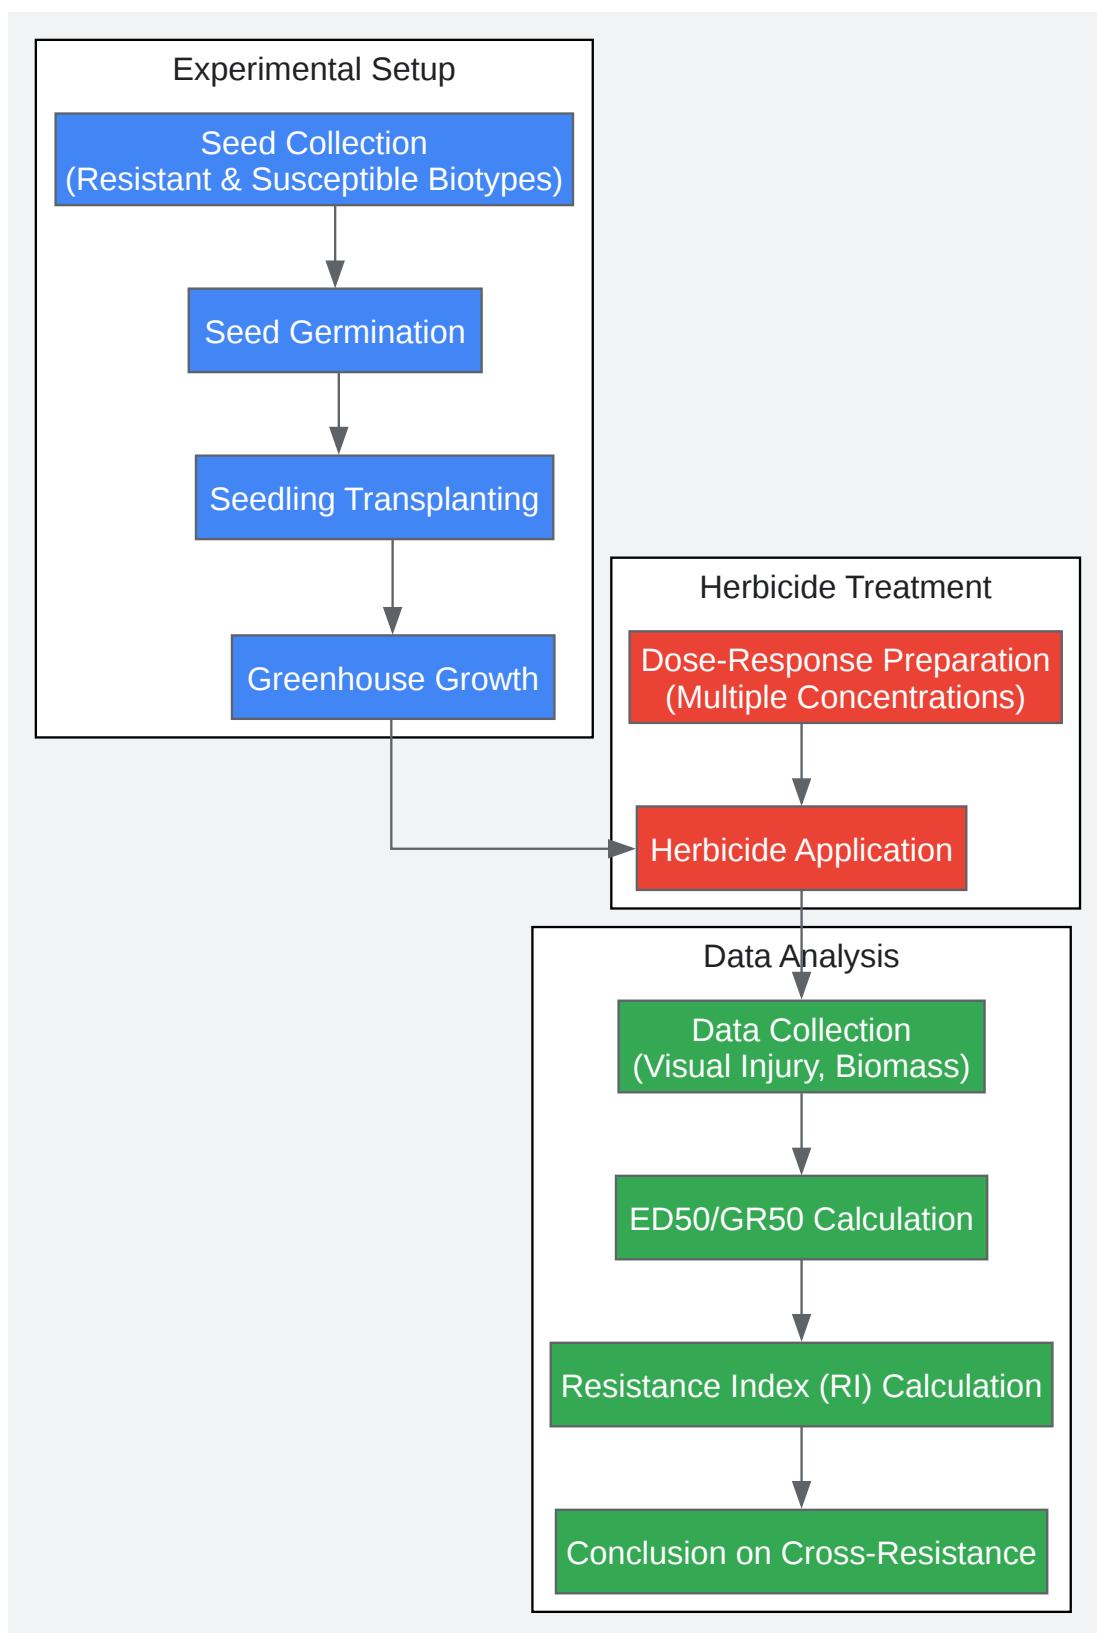 Experimental Setup
Seed Collection
(Resistant & Susceptible Biotypes)
Seed Germination
Seedling Transplanting
Greenhouse Growth
Herbicide Treatment
Dose-Response Preparation
(Multiple Concentrations)
Herbicide Application
Data Analysis
Data Collection
(Visual Injury, Biomass)
ED50/GR50 Calculation
Resistance Index (RI) Calculation
Conclusion on Cross-Resistance